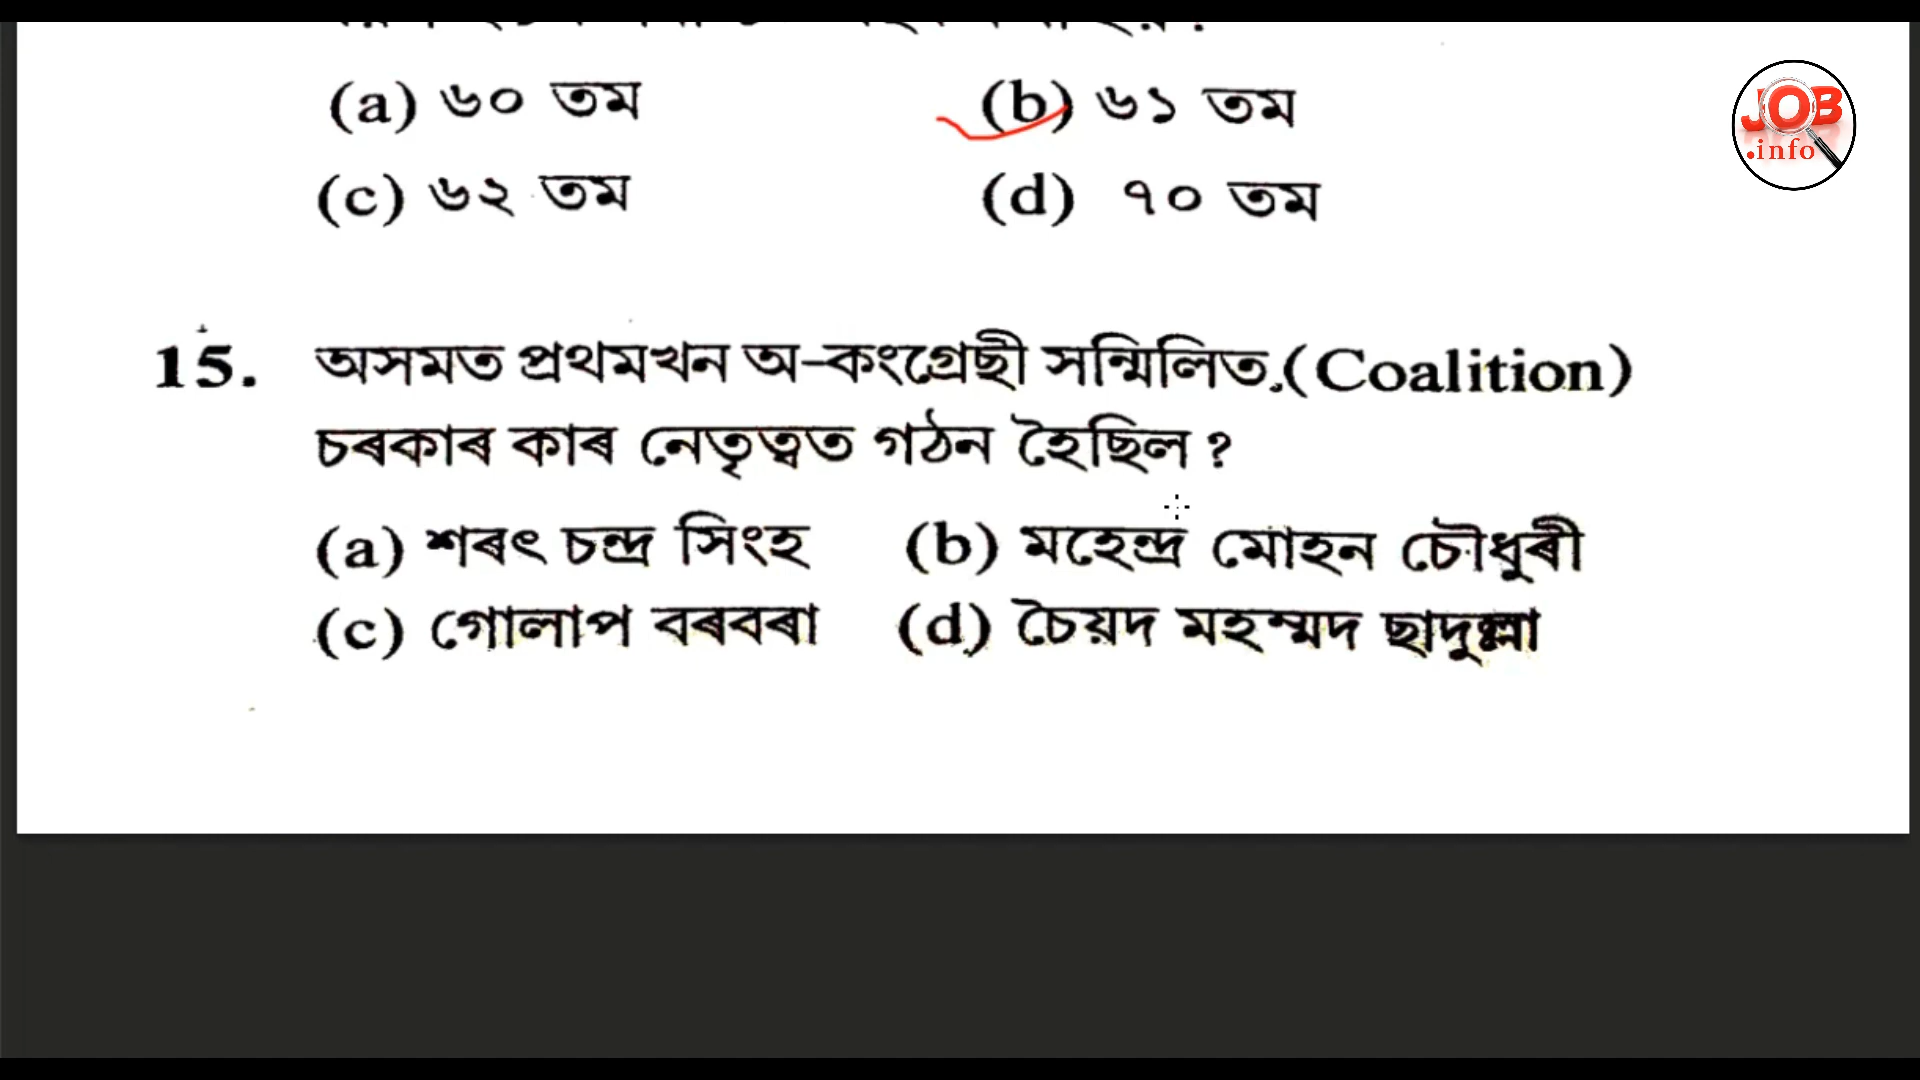 (a) ৬০ তম (b) ৬১ তম
(c) ৬২ তম (d) ৭০ তম
JOB
.info
15. অসমত প্ৰথমখন অ-কংগ্ৰেছী সন্মিলিত (Coalition)
চৰকাৰ কাৰ নেতৃত্বত গঠন হৈছিল ?
(a) শৰৎ চন্দ্ৰ সিংহ (b) মহেন্দ্ৰ মোহন চৌধুৰী
(c) গোলাপ বৰবৰা (d) চৈয়দ মহম্মদ ছাদুল্লা